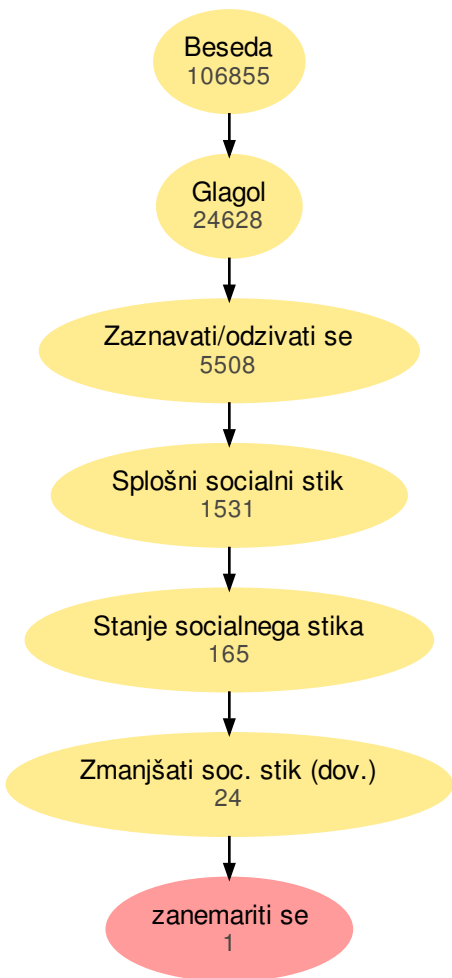 Beseda
106855
Glagol
24628
Zaznavati/odzivati se
5508
Splošni socialni stik
1531
Stanje socialnega stika
165
Zmanjšati soc. stik (dov.)
24
zanemariti se
1